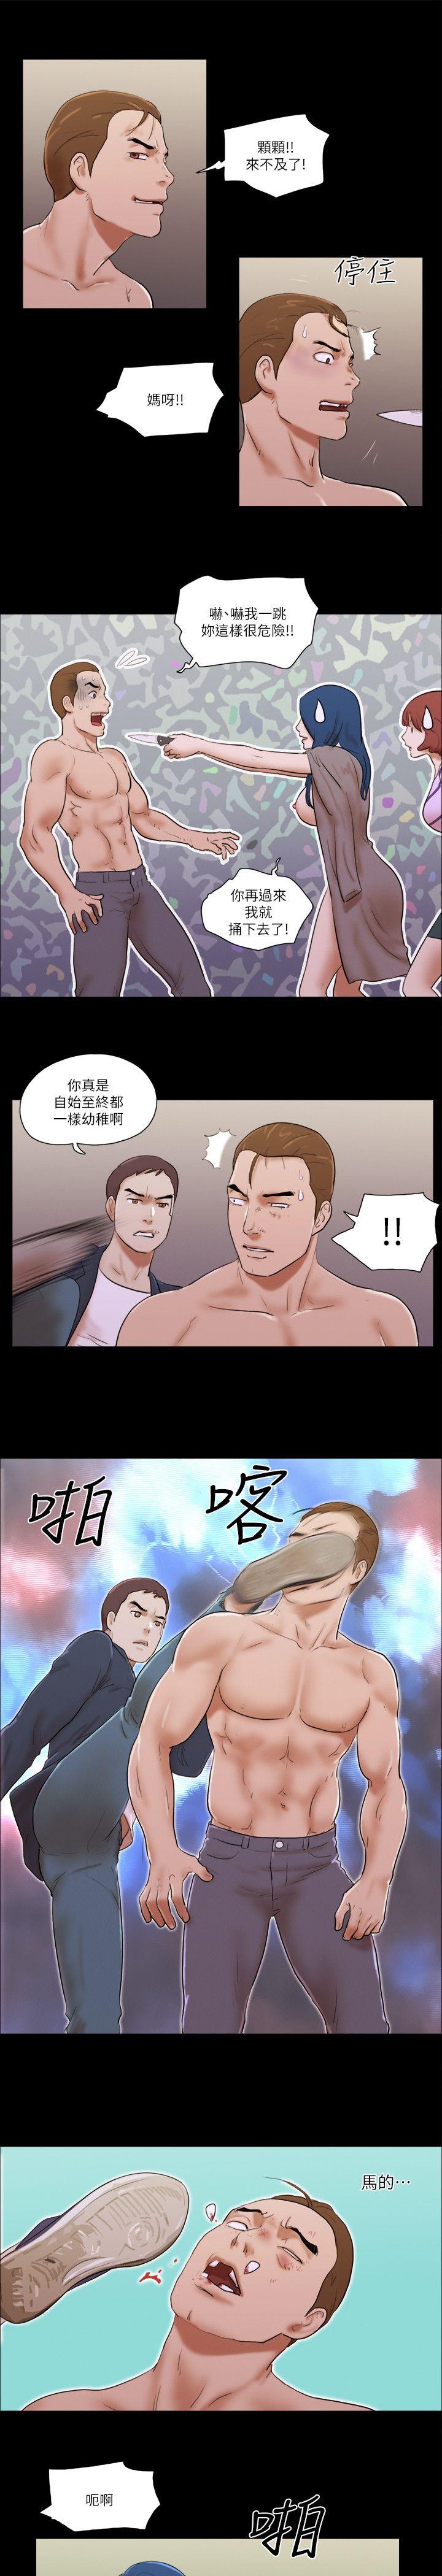 顆顆!!
來不及了!
停住
媽呀!!
嚇、嚇我一跳
妳這樣很危險!!
你再過來
我就
捅下去了!
你真是
自始至終都
一樣幼稚啊
!!
啪
喀
馬的…
呃啊
啪